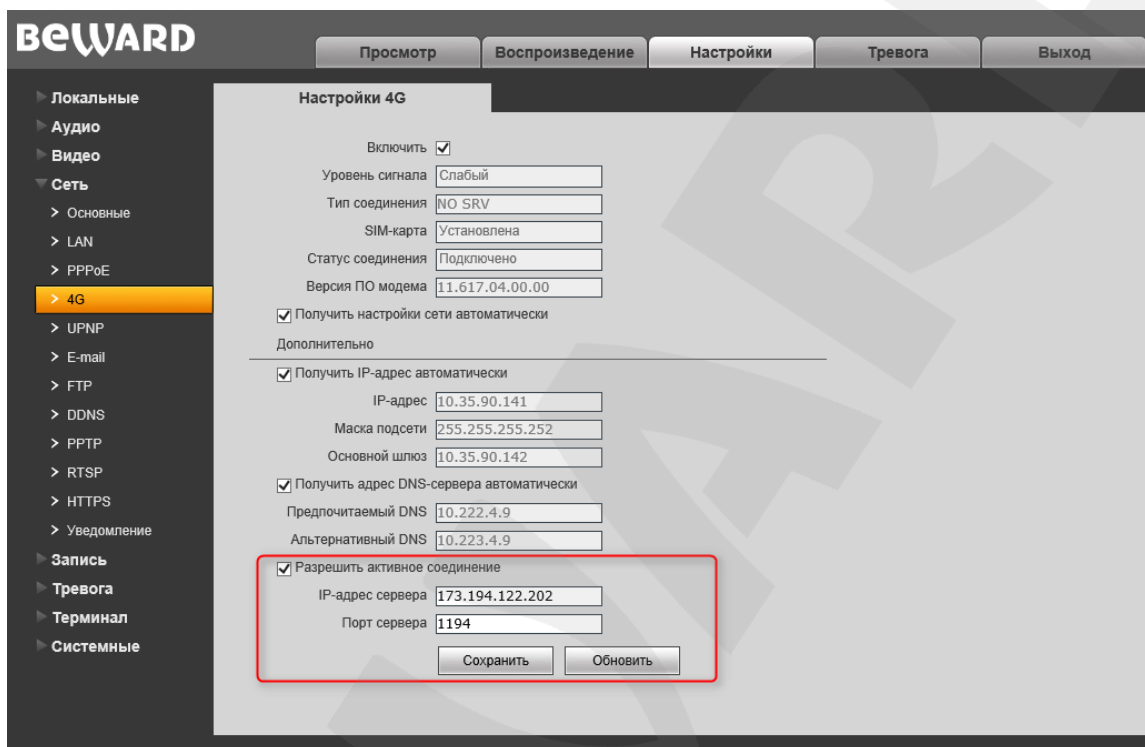 BEWARD
Просмотр
Воспроизведение
Настройки
Тревога
Выход
Локальные
Аудио
Видео
Сеть
> Основные
> LAN
> PPPoE
> 4G
> UPNP
> E-mail
> FTP
> DDNS
> PPTP
> RTSP
> HTTPS
> Уведомление
Запись
Тревога
Терминал
Системные
Настройки 4G
Включить
Уровень сигнала Слабый
Тип соединения NO SRV
SIM-карта Установлена
Статус соединения Подключено
Версия ПО модема 11.617.04.00.00
Получить настройки сети автоматически
Дополнительно
Получить IP-адрес автоматически
IP-адрес 10.35.90.141
Маска подсети 255.255.255.252
Основной шлюз 10.35.90.142
Получить адрес DNS-сервера автоматически
Предпочитаемый DNS 10.222.4.9
Альтернативный DNS 10.223.4.9
Разрешить активное соединение
IP-адрес сервера 173.194.122.202
Порт сервера 1194
Сохранить
Обновить